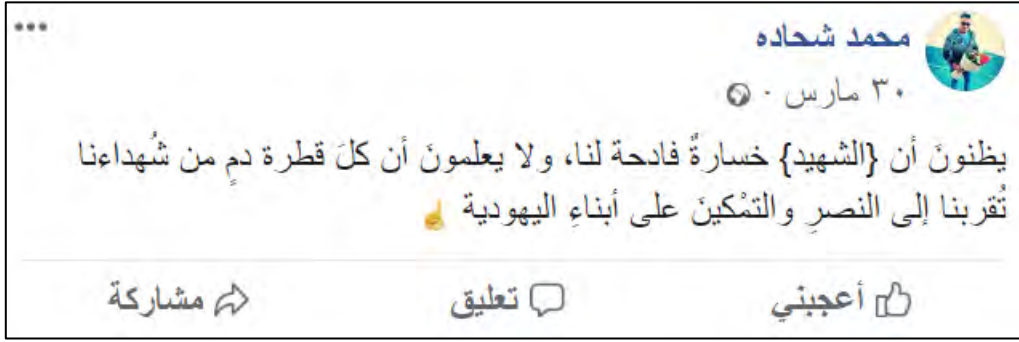 محمد شحاده
٣٠ مارس ·
يظنونَ أن {الشهيد} خسارةٌ فادحة لنا، ولا يعلمونَ أن كلَ قطرة دمٍ من شُهداءنا
تُقربنا إلى النصرِ والتمْكينَ على أبناءِ اليهودية ☝
أعجبني تعليق مشاركة